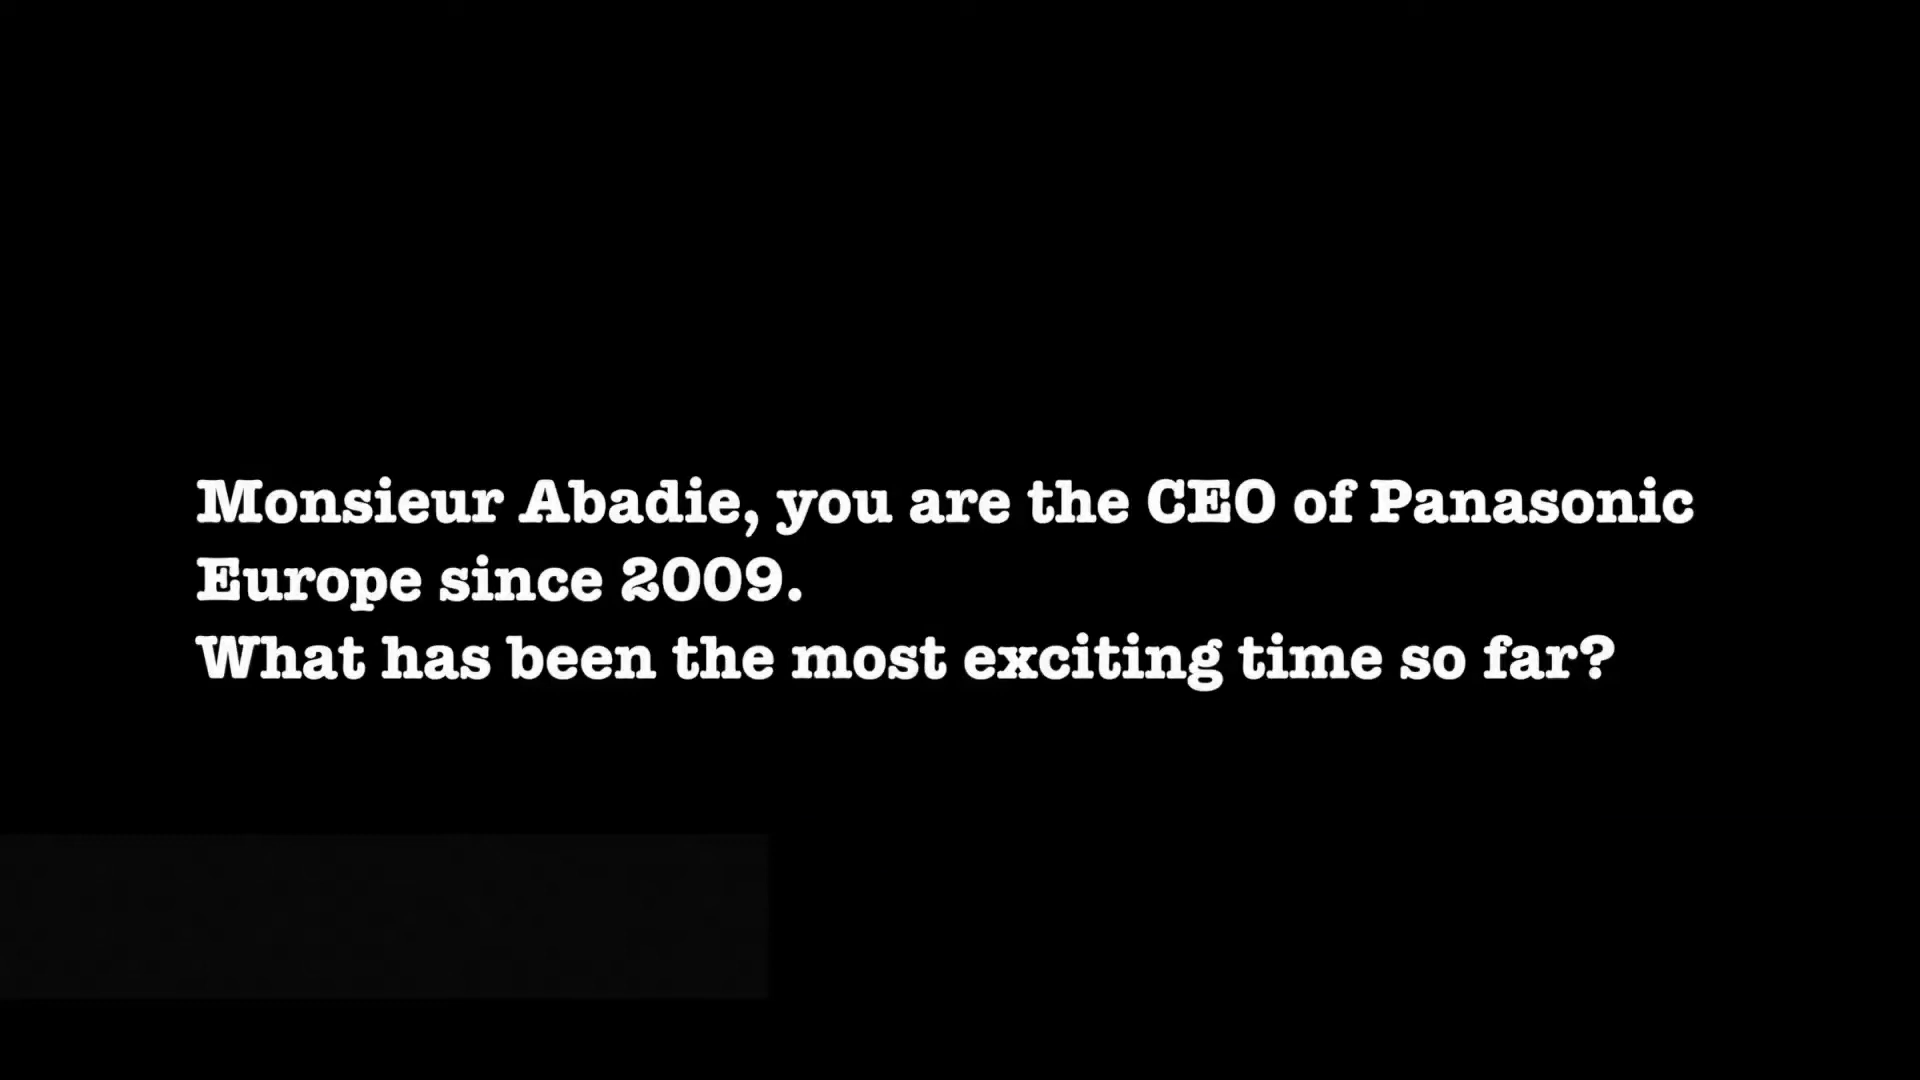 Monsieur Abadie, you are the CEO of Panasonic
Europe since 2009.
What has been the most exciting time so far?